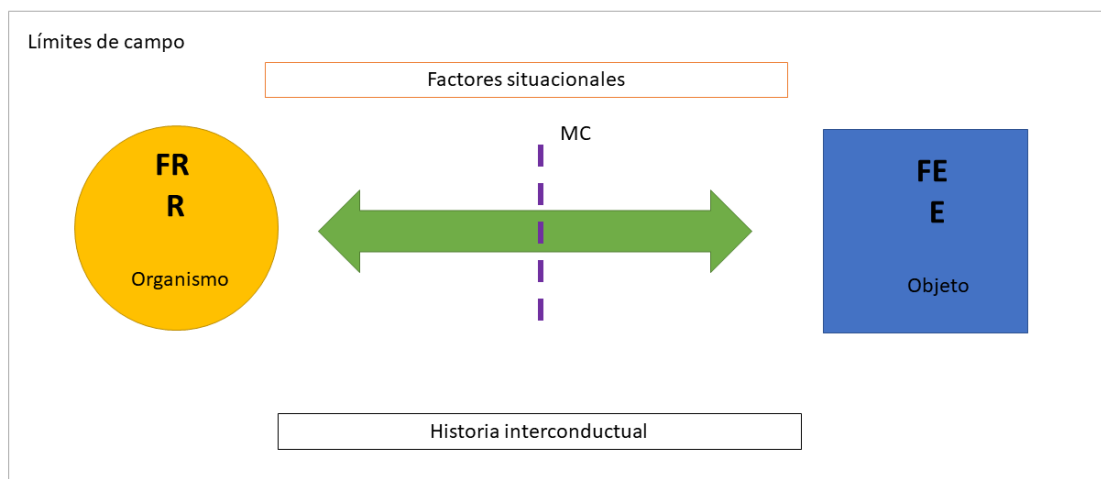 Límites de campo
Factores situacionales
MC
FR
R
Organismo
FE
E
Objeto
Historia interconductual